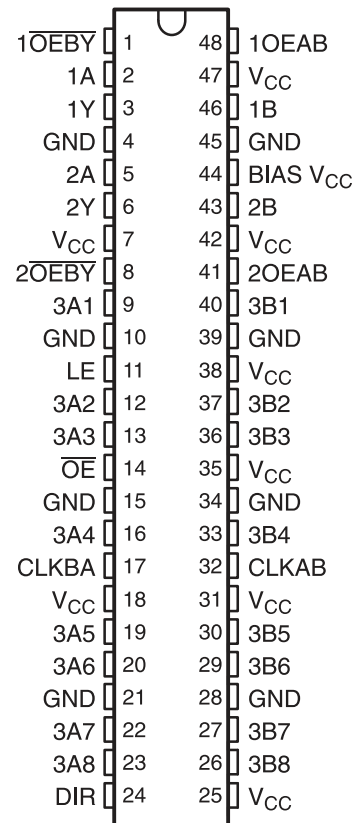 1O̅E̅B̅Y̅ 1 48 1OEAB
1A 2 47 VCC
1Y 3 46 1B
GND 4 45 GND
2A 5 44 BIAS VCC
2Y 6 43 2B
VCC 7 42 VCC
2O̅E̅B̅Y̅ 8 41 2OEAB
3A1 9 40 3B1
GND 10 39 GND
LE 11 38 VCC
3A2 12 37 3B2
3A3 13 36 3B3
O̅E̅ 14 35 VCC
GND 15 34 GND
3A4 16 33 3B4
CLKBA 17 32 CLKAB
VCC 18 31 VCC
3A5 19 30 3B5
3A6 20 29 3B6
GND 21 28 GND
3A7 22 27 3B7
3A8 23 26 3B8
DIR 24 25 VCC